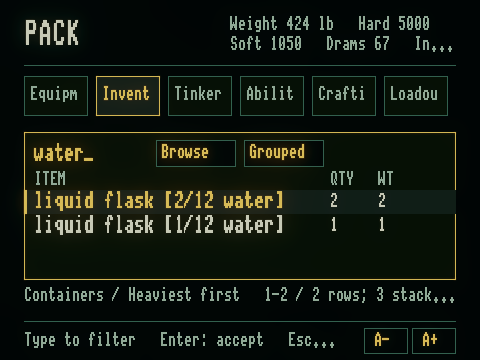 PACK
Weight 424 lb Hard 5000
Soft 1050 Drams 67 In...
Equipm Invent Tinker Abilit Crafti Loadou
water_ Browse Grouped
ITEM QTY WT
liquid flask [2/12 water] 2 2
liquid flask [1/12 water] 1 1
Containers / Heaviest first 1-2 / 2 rows; 3 stack...
Type to filter Enter: accept Esc... A- A+